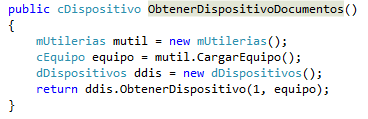 public cDispositivo ObtenerDispositivoDocumentos()
{
mUtilerias mutil = new mUtilerias();
cEquipo equipo = mutil.CargarEquipo();
dDispositivos ddis = new dDispositivos();
return ddis.ObtenerDispositivo(1, equipo);
}